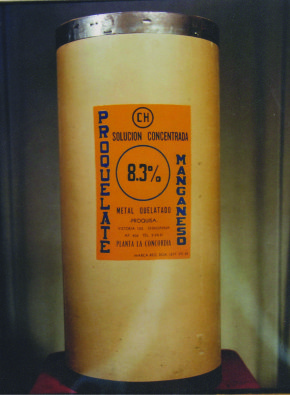 CH
SOLUCION CONCENTRADA
PROQUELATE
8.3%
MANGANESO
METAL QUELATADO
PROQUISA
PLANTA LA CONCORDIA